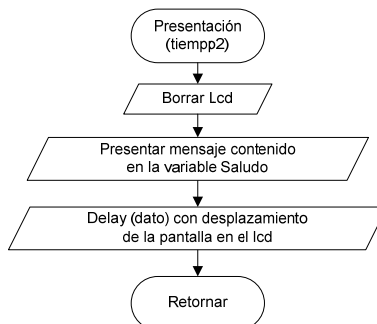 Presentación
(tiempp2)
Borrar Lcd
Presentar mensaje contenido
en la variable Saludo
Delay (dato) con desplazamiento
de la pantalla en el lcd
Retornar